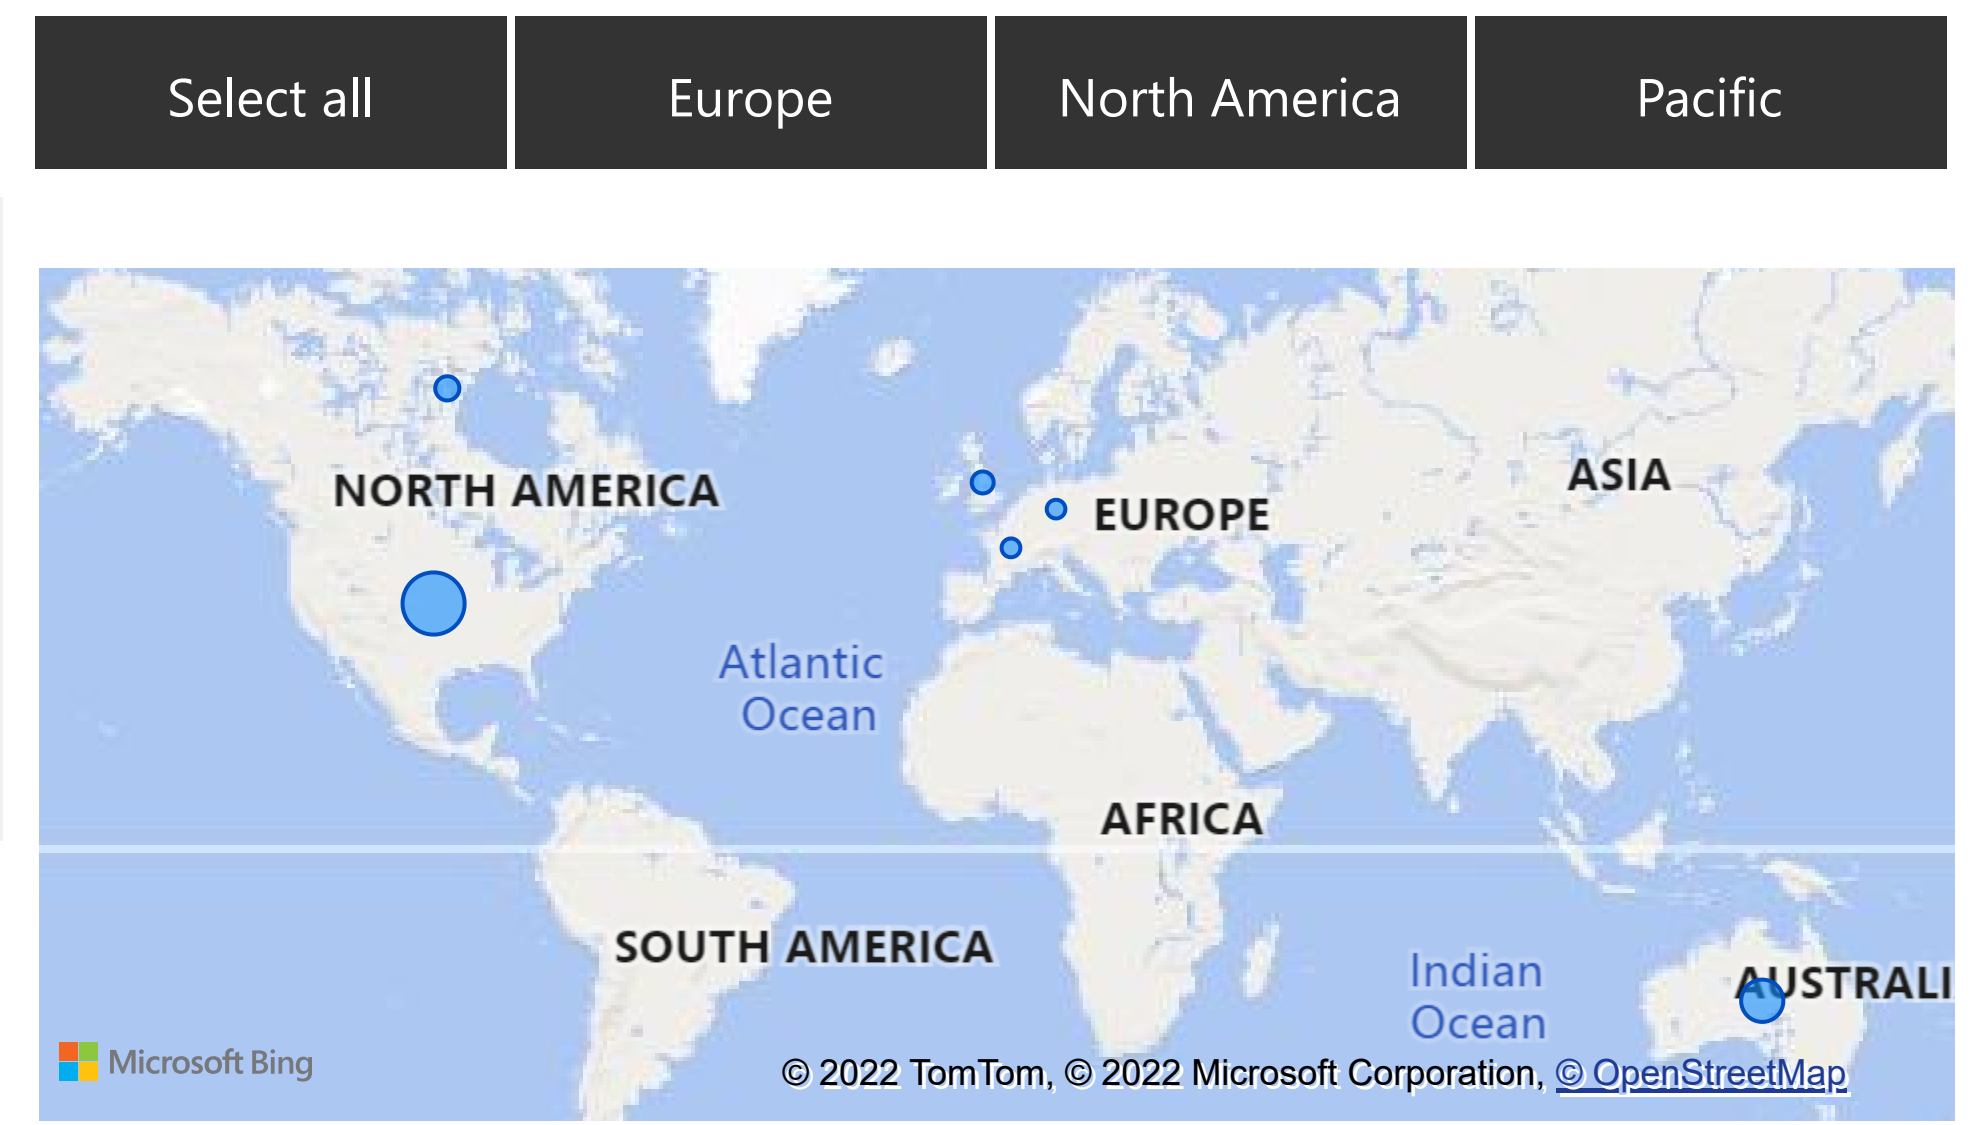 Select all
Europe
North America
Pacific
NORTH AMERICA
EUROPE
ASIA
Atlantic
Ocean
AFRICA
SOUTH AMERICA
Indian
Ocean
AUSTRALI
Microsoft Bing
© 2022 TomTom, © 2022 Microsoft Corporation, © OpenStreetMap